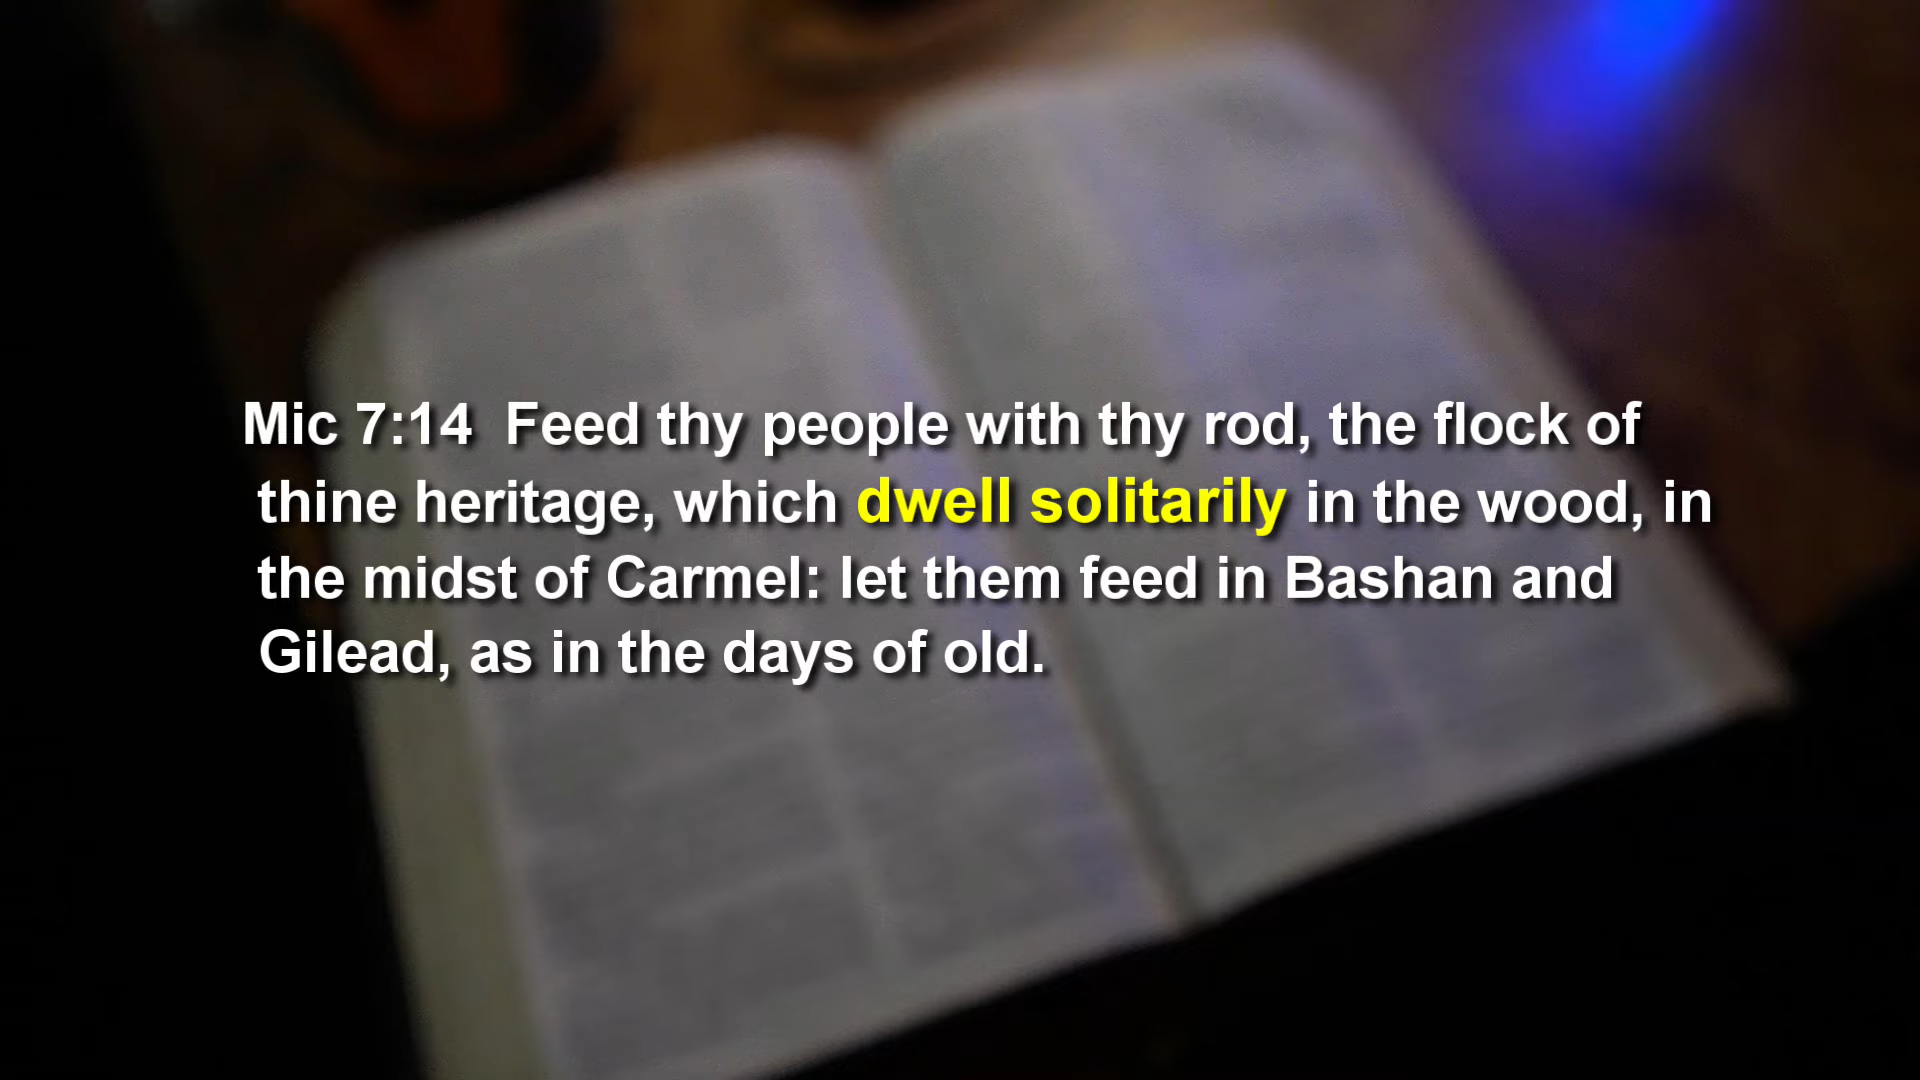 Mic 7:14  Feed thy people with thy rod, the flock of
thine heritage, which dwell solitarily in the wood, in
the midst of Carmel: let them feed in Bashan and
Gilead, as in the days of old.